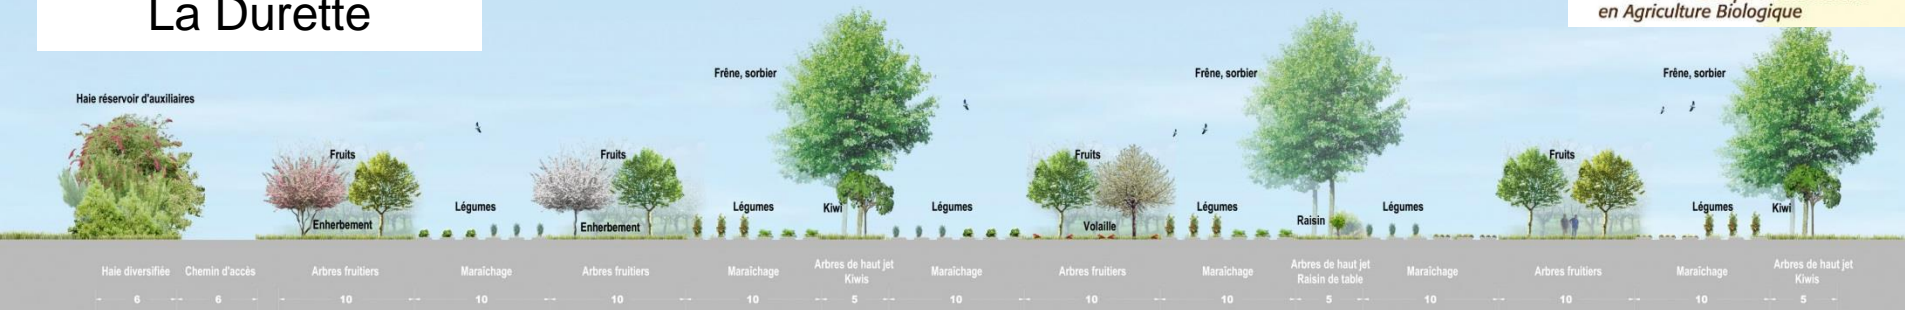 La Durette
en Agriculture Biologique
Frêne, sorbier
Frêne, sorbier
Frêne, sorbier
Haie réservoir d'auxiliaires
Fruits
Fruits
Fruits
Fruits
Légumes
Légumes
Kiwi
Légumes
Légumes
Raisin
Légumes
Légumes
Kiwi
Enherbement
Enherbement
Volaille
Haie diversifiée
Chemin d'accès
Arbres fruitiers
Maraîchage
Arbres fruitiers
Maraîchage
Arbres de haut jet
Kiwis
Maraîchage
Arbres fruitiers
Maraîchage
Arbres de haut jet
Raisin de table
Maraîchage
Arbres fruitiers
Maraîchage
Arbres de haut jet
Kiwis
6 6 10 10 10 10 5 10 10 10 5 10 10 10 5